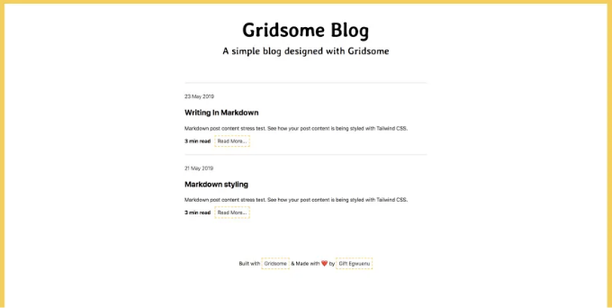 Gridsome Blog
A simple blog designed with Gridsome
23 May 2019
Writing in Markdown
Markdown post content stress test. See how your post content is being styled with Tailwind CSS.
3 min read Read More...
21 May 2019
Markdown styling
Markdown post content stress test. See how your post content is being styled with Tailwind CSS.
3 min read Read More...
Built with Gridsome & Made with ❤️ by Gift Egwuenu